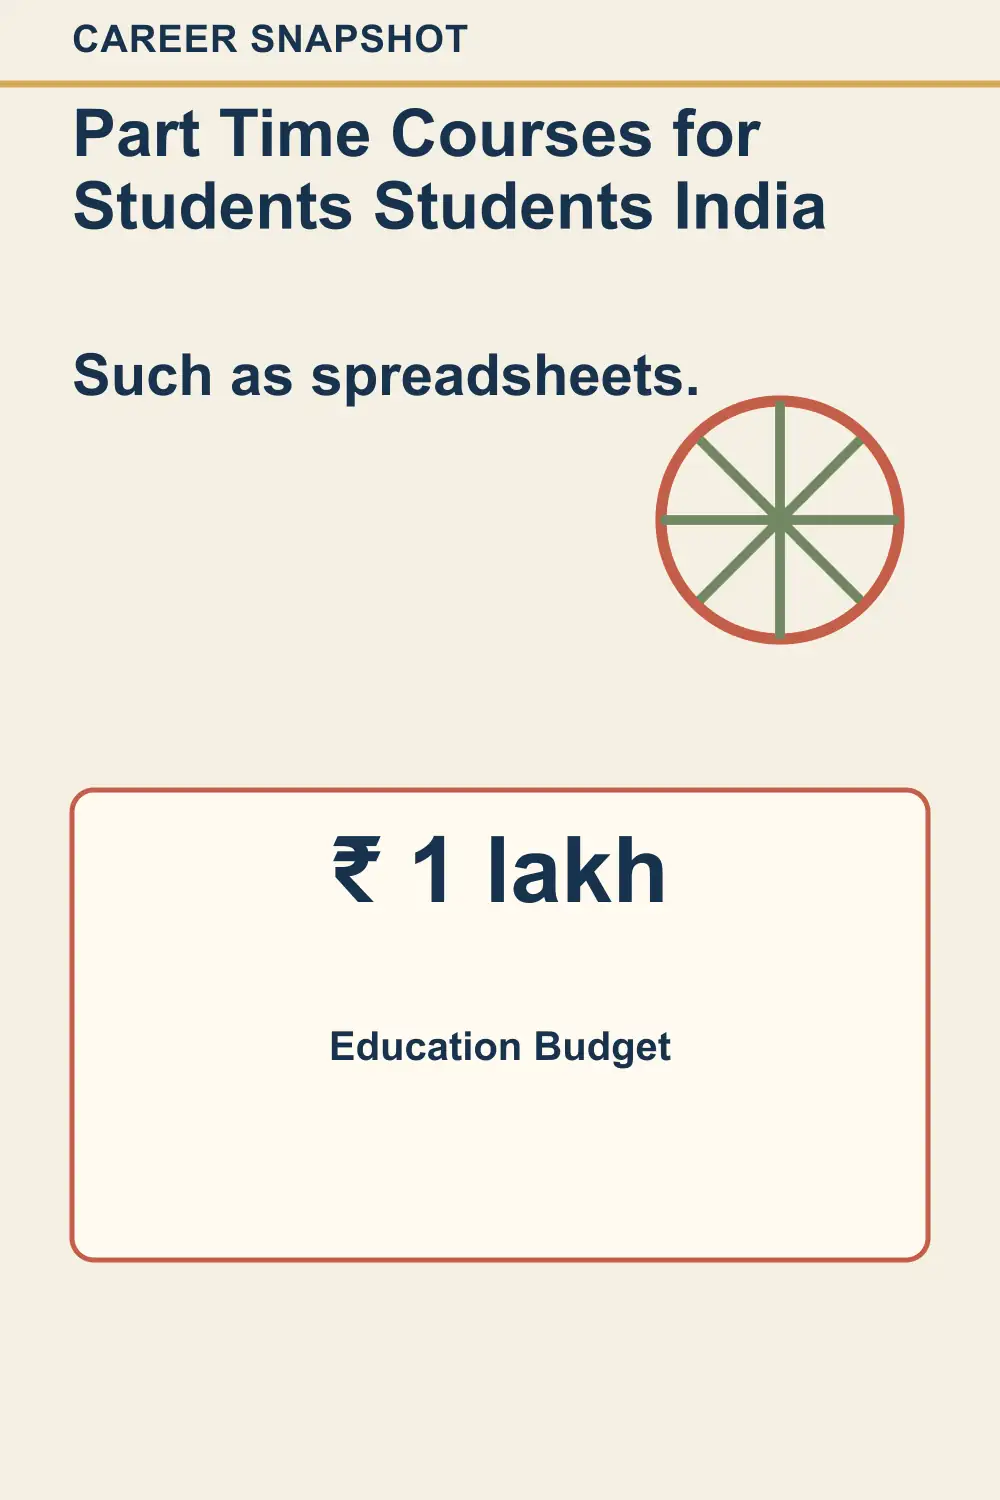 CAREER SNAPSHOT
Part Time Courses for
Students Students India
Such as spreadsheets.
₹ 1 lakh
Education Budget